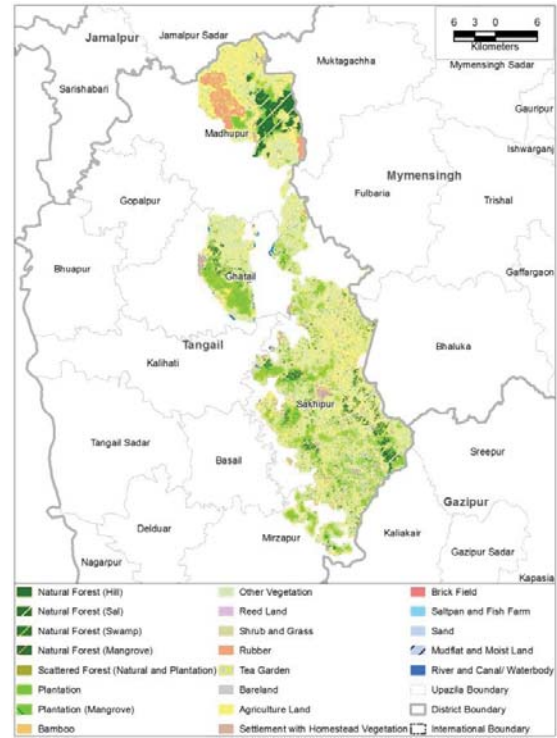 6 3 0 6
Kilometers
Jamalpur
Jamalpur Sadar
Muktagachha
Mymensingh Sadar
Sarishabari
Gauripur
Madhupur
Ishwarganj
Mymensingh
Gopalpur
Fulbaria
Trishal
Bhuapur
Ghatail
Gaffargaon
Tangail
Kalihati
Bhaluka
Sakhipur
Tangail Sadar
Basail
Sreepur
Gazipur
Delduar
Mirzapur
Kaliakair
Gazipur Sadar
Nagarpur
Kapasia
Natural Forest (Hill)
Natural Forest (Sal)
Natural Forest (Swamp)
Natural Forest (Mangrove)
Scattered Forest (Natural and Plantation)
Plantation
Plantation (Mangrove)
Bamboo
Other Vegetation
Reed Land
Shrub and Grass
Rubber
Tea Garden
Bareland
Agriculture Land
Settlement with Homestead Vegetation
Brick Field
Saltpan and Fish Farm
Sand
Mudflat and Moist Land
River and Canal/ Waterbody
Upazila Boundary
District Boundary
International Boundary